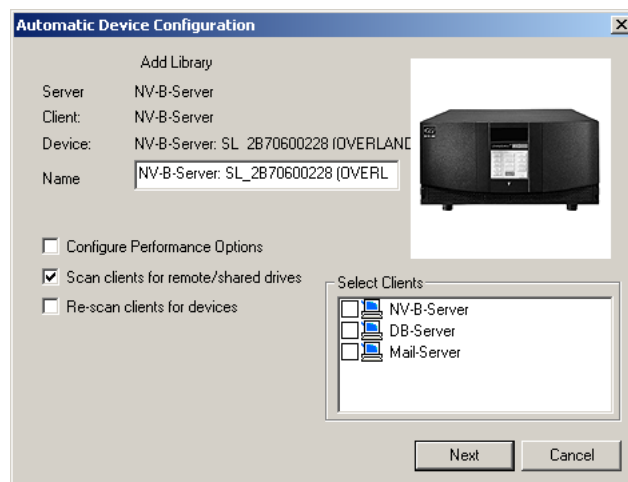 Automatic Device Configuration
Add Library
Server NV-B-Server
Client: NV-B-Server
Device: NV-B-Server: SL_2B70600228 (OVERLAND
Name NV-B-Server: SL_2B70600228 (OVERL
Configure Performance Options
Scan clients for remote/shared drives
Re-scan clients for devices
Select Clients
NV-B-Server
DB-Server
Mail-Server
Next Cancel